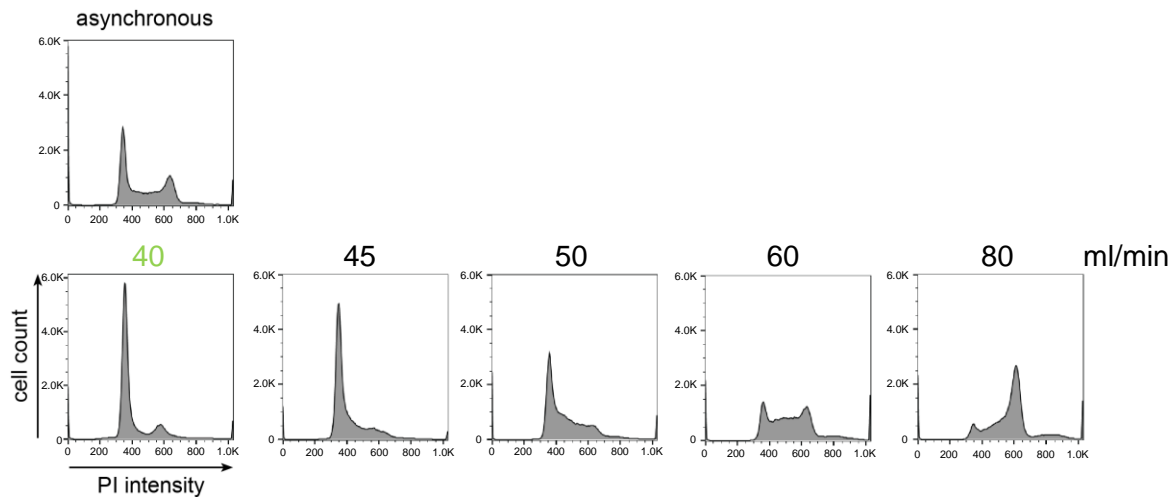 asynchronous
6.0K
4.0K
2.0K
0
0 200 400 600 800 1.0K
40 45 50 60 80 ml/min
6.0K 6.0K 6.0K 6.0K 6.0K
4.0K 4.0K 4.0K 4.0K 4.0K
cell count
2.0K 2.0K 2.0K 2.0K 2.0K
0 0 0 0 0
0 200 400 600 800 1.0K 0 200 400 600 800 1.0K 0 200 400 600 800 1.0K 0 200 400 600 800 1.0K 0 200 400 600 800 1.0K
PI intensity